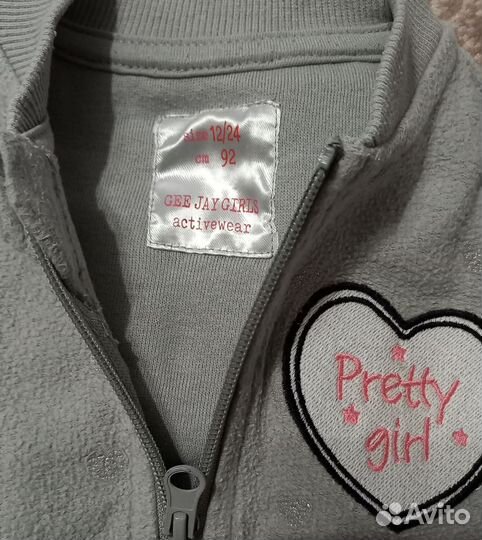 size 12/24
cm 92
GEE JAY GIRLS
activewear
Pretty
girl
Avito